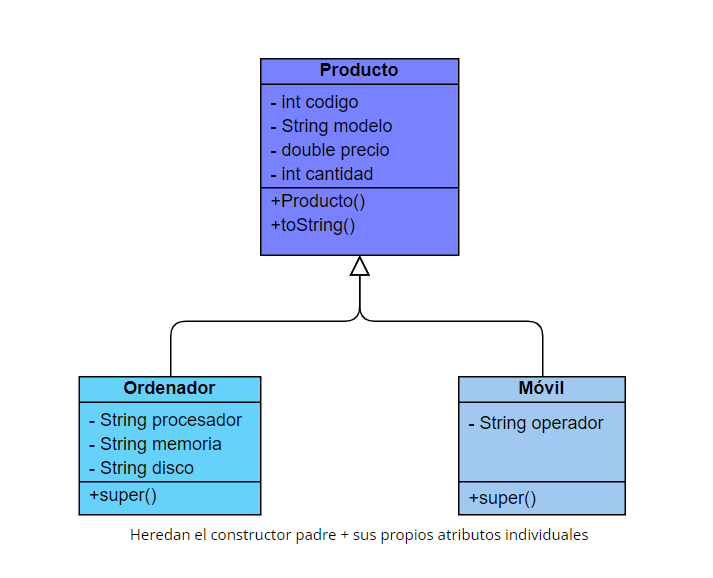 Producto
- int codigo
- String modelo
- double precio
- int cantidad
+Producto()
+toString()
Ordenador
- String procesador
- String memoria
- String disco
+super()
Móvil
- String operador
+super()
Heredan el constructor padre + sus propios atributos individuales